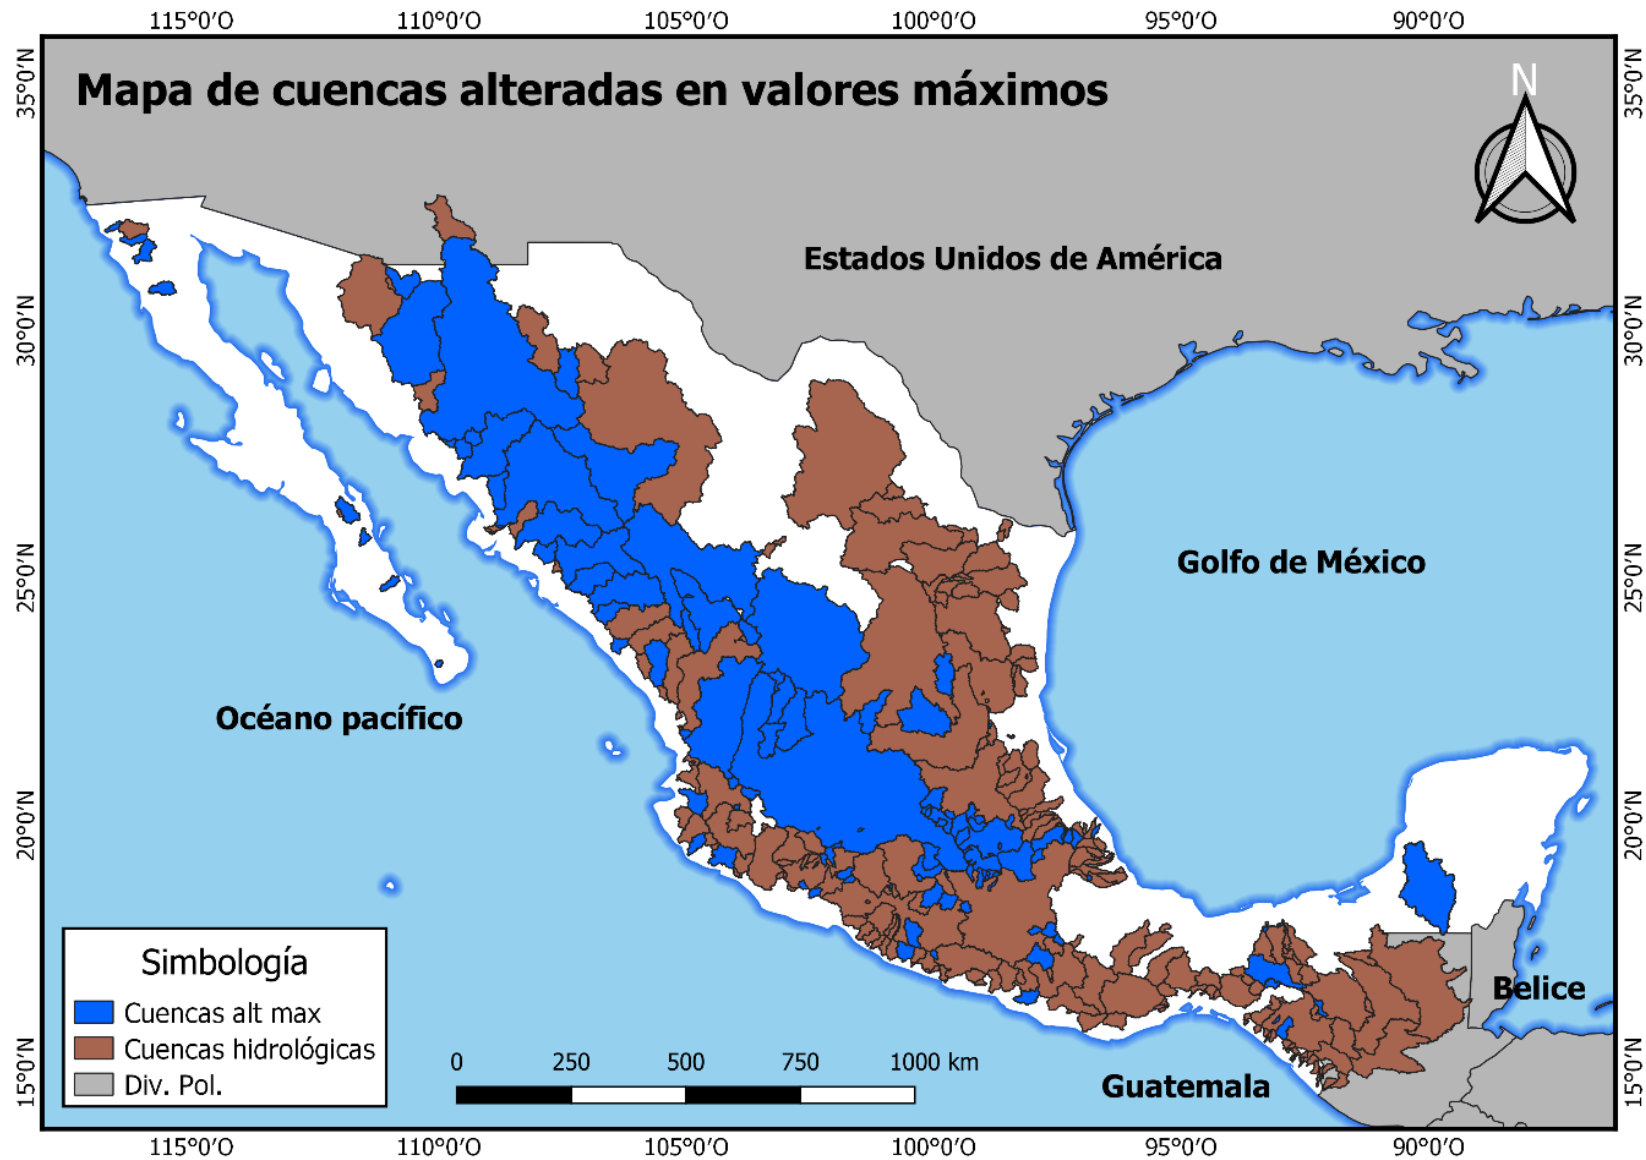 115°0′O 110°0′O 105°0′O 100°0′O 95°0′O 90°0′O
35°0′N
35°0′N
Mapa de cuencas alteradas en valores máximos
N
Estados Unidos de América
30°0′N
30°0′N
Golfo de México
25°0′N
25°0′N
Océano pacífico
20°0′N
20°0′N
Simbología
Cuencas alt max
Cuencas hidrológicas
Div. Pol.
Belice
0 250 500 750 1000 km
Guatemala
15°0′N
15°0′N
115°0′O 110°0′O 105°0′O 100°0′O 95°0′O 90°0′O